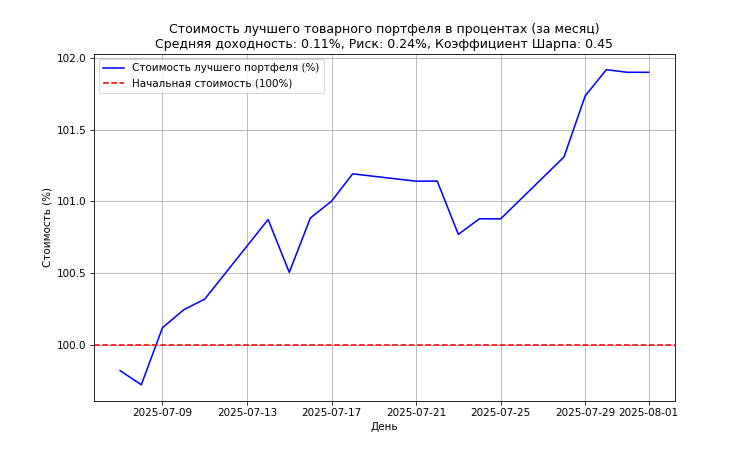 Стоимость лучшего товарного портфеля в процентах (за месяц)
Средняя доходность: 0.11%, Риск: 0.24%, Коэффициент Шарпа: 0.45
Стоимость лучшего портфеля (%)
Начальная стоимость (100%)
Стоимость (%)
102.0
101.5
101.0
100.5
100.0
2025-07-09 2025-07-13 2025-07-17 2025-07-21 2025-07-25 2025-07-29 2025-08-01
День